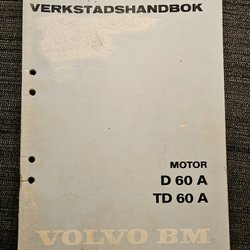 VERKSTADSHANDBOK
MOTOR
D 60 A
TD 60 A
VOLVO BM